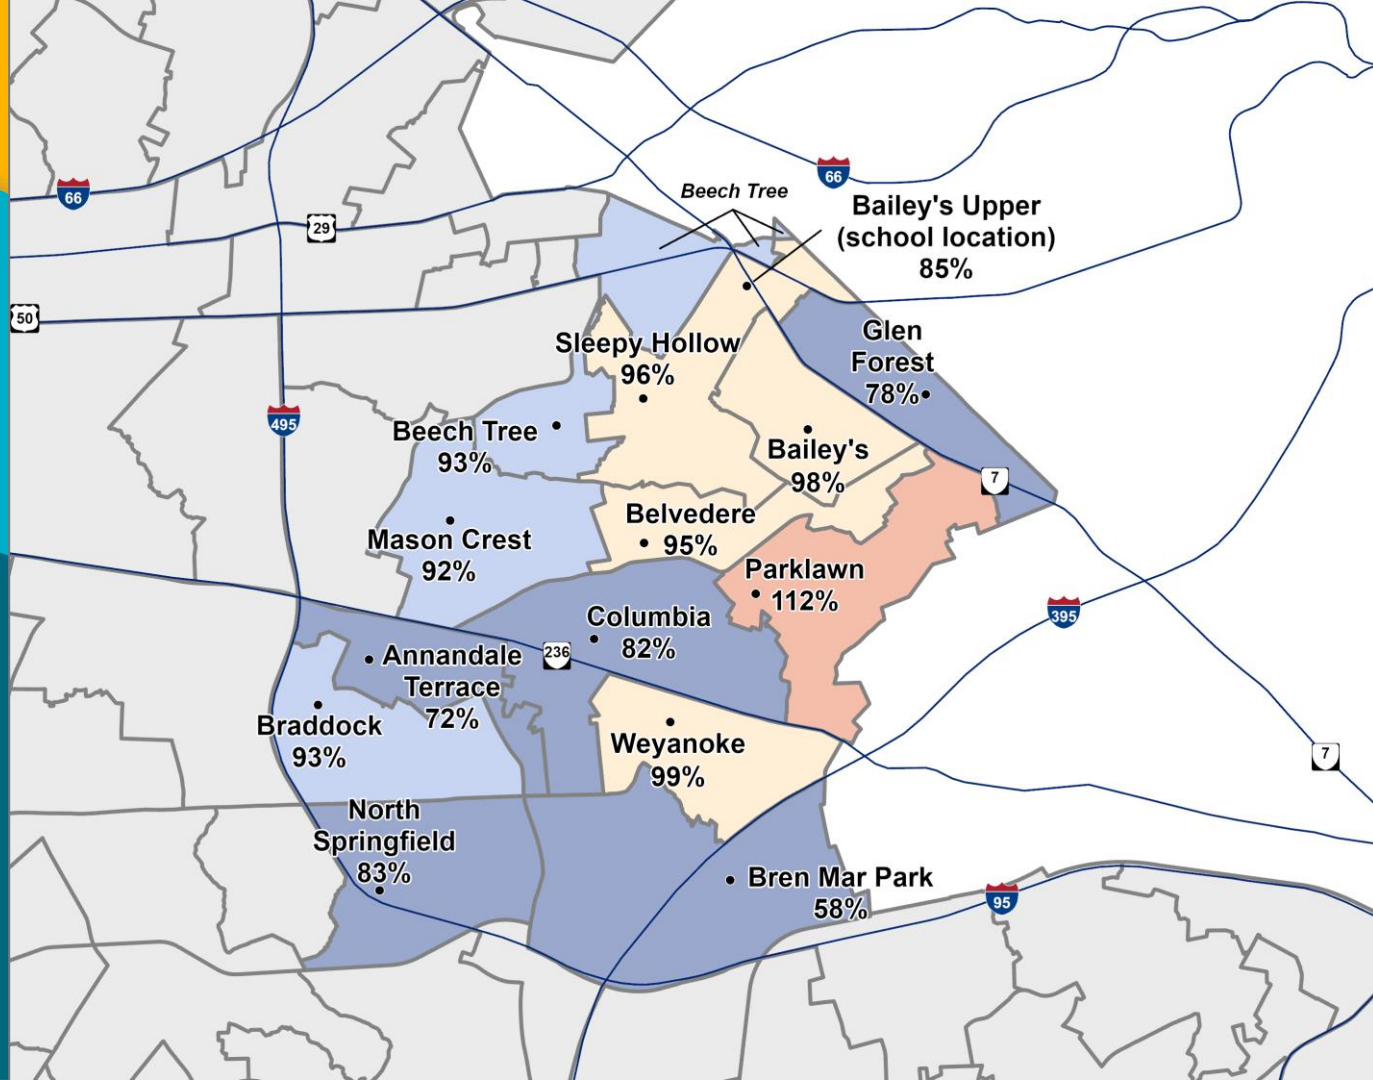 Beech Tree
66
66
Bailey's Upper
(school location)
85%
29
50
Glen
Forest
78%
Sleepy Hollow
96%
495
Beech Tree
93%
Bailey's
98%
7
Belvedere
95%
Mason Crest
92%
Parklawn
112%
395
Columbia
82%
236
Annandale
Terrace
72%
Braddock
93%
Weyanoke
99%
7
North
Springfield
83%
Bren Mar Park
58%
95